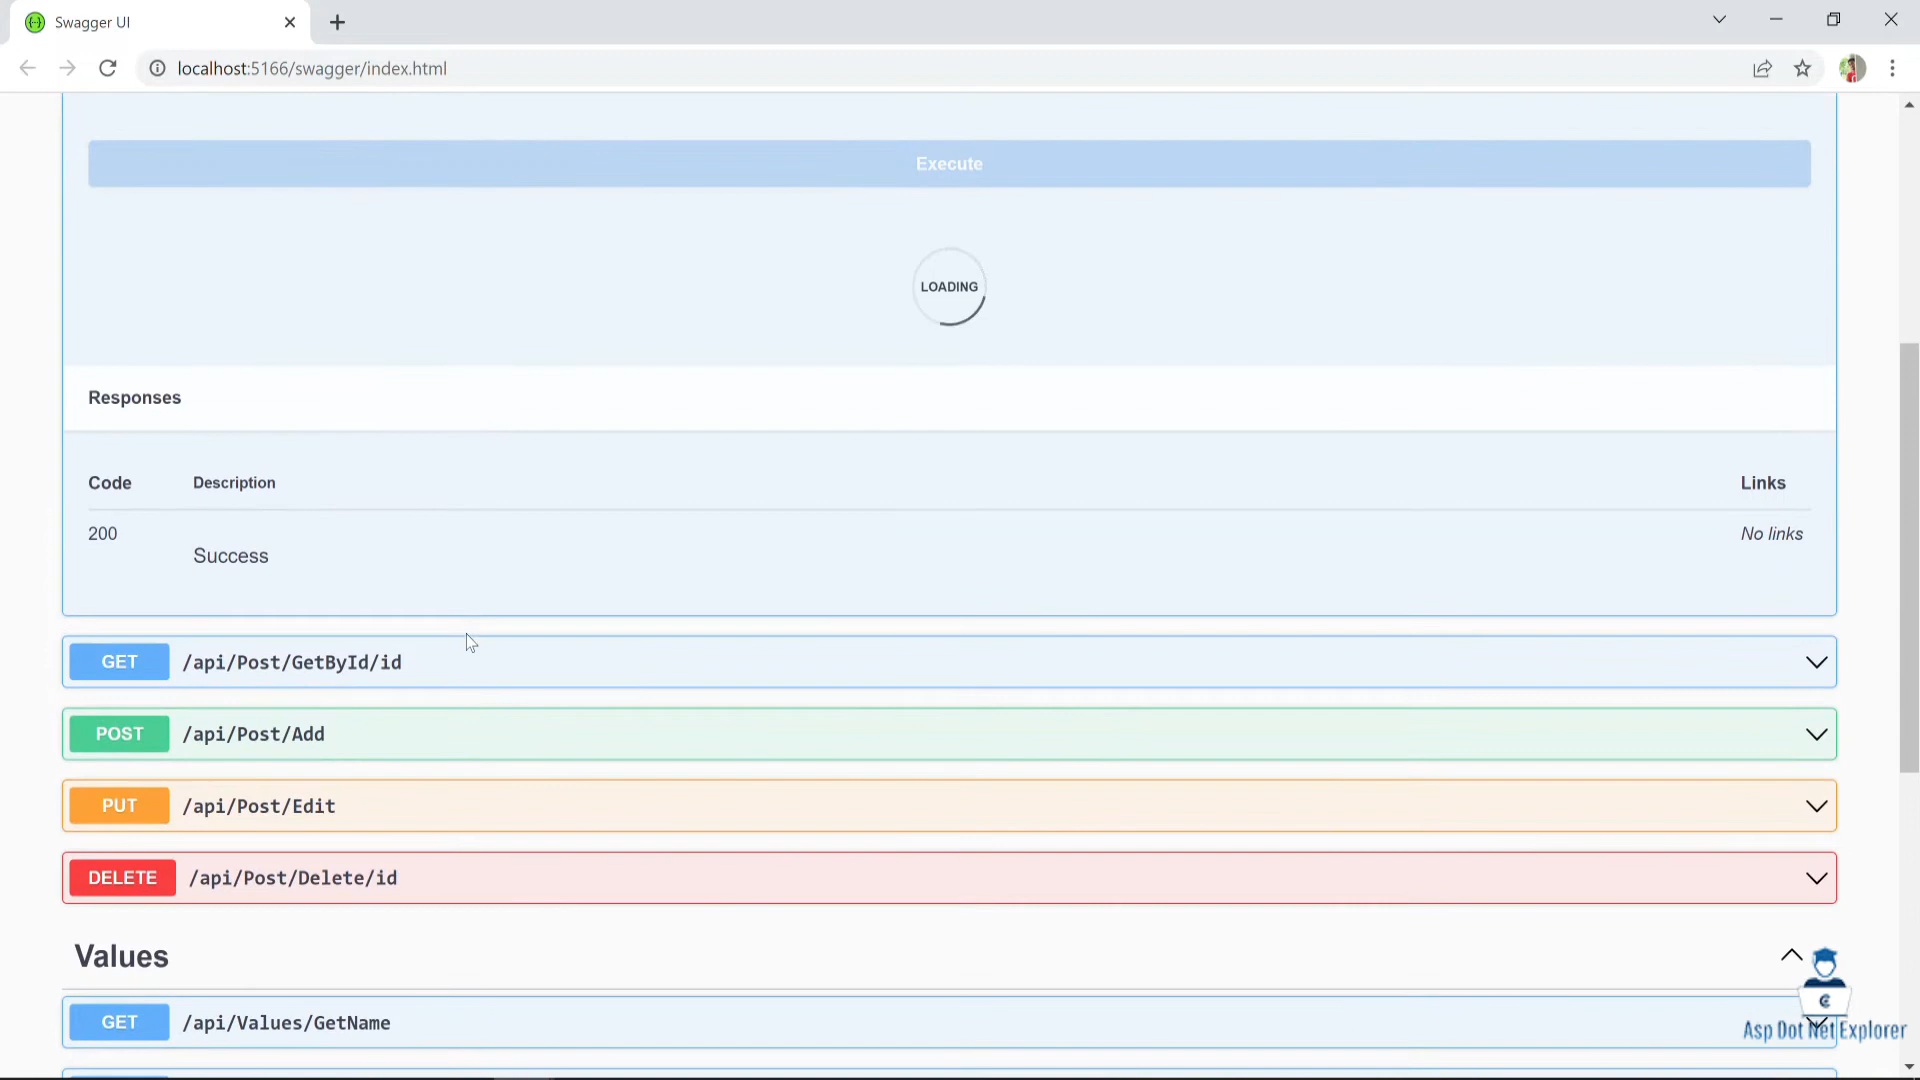 Swagger UI
localhost:5166/swagger/index.html
Execute
LOADING
Responses
Code Description Links
200 Success No links
GET /api/Post/GetById/id
POST /api/Post/Add
PUT /api/Post/Edit
DELETE /api/Post/Delete/id
Values
GET /api/Values/GetName
Asp Dot Net Explorer